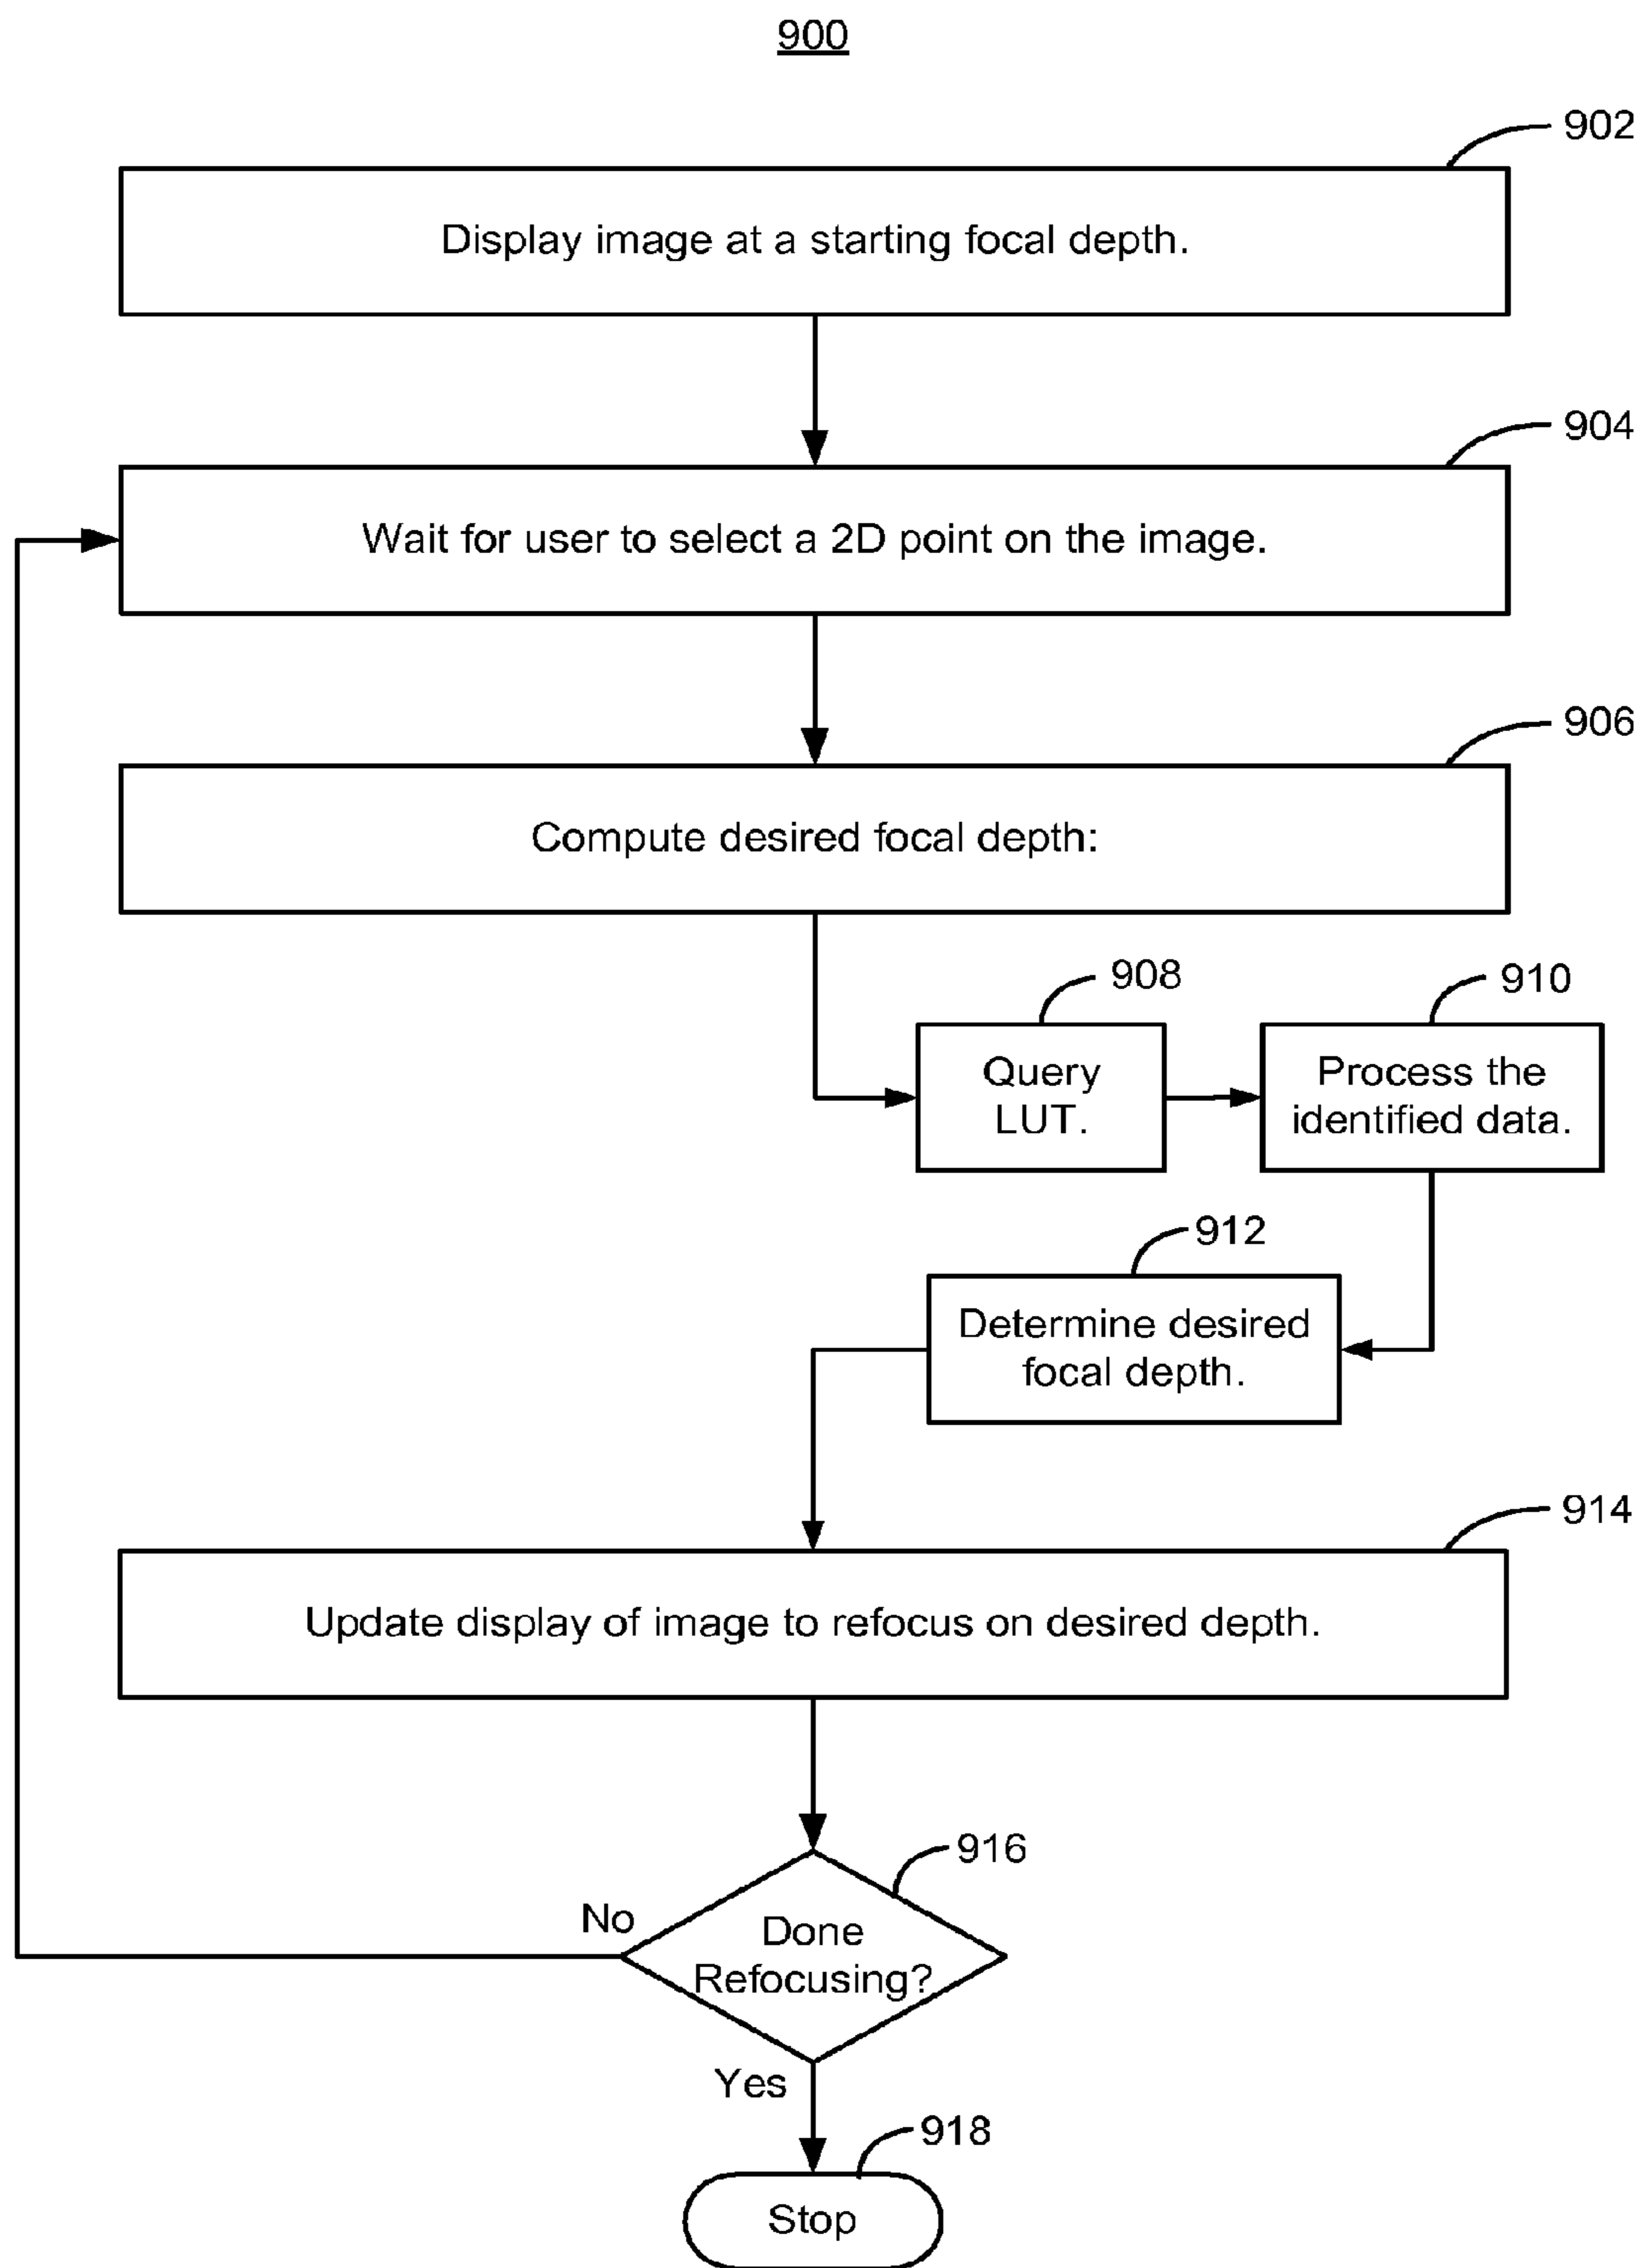 900
902
Display image at a starting focal depth.
904
Wait for user to select a 2D point on the image.
906
Compute desired focal depth:
908
Query
LUT.
910
Process the
identified data.
912
Determine desired
focal depth.
914
Update display of image to refocus on desired depth.
916
Done
Refocusing?
No
Yes
918
Stop